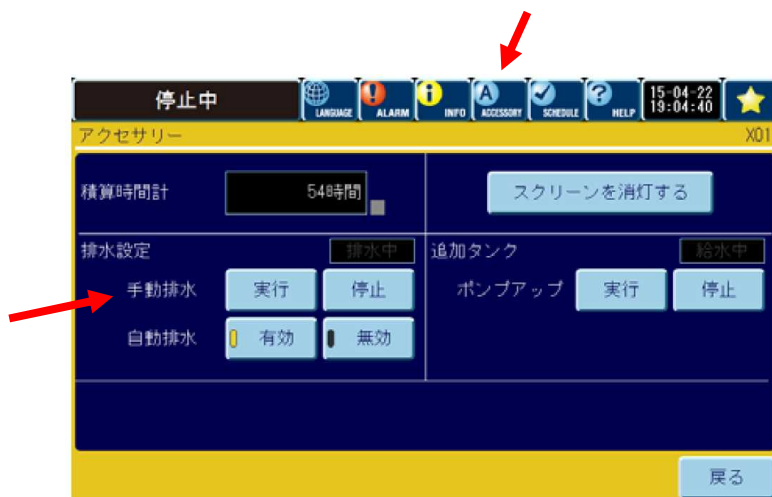 停止中
LANGUAGE
ALARM
INFO
ACCESSORY
SCHEDULE
HELP
15-04-22
19:04:40
アクセサリー X01
積算時間計 548時間 スクリーンを消灯する
排水設定 排水中 追加タンク 給水中
手動排水 実行 停止 ポンプアップ 実行 停止
自動排水 有効 無効
戻る